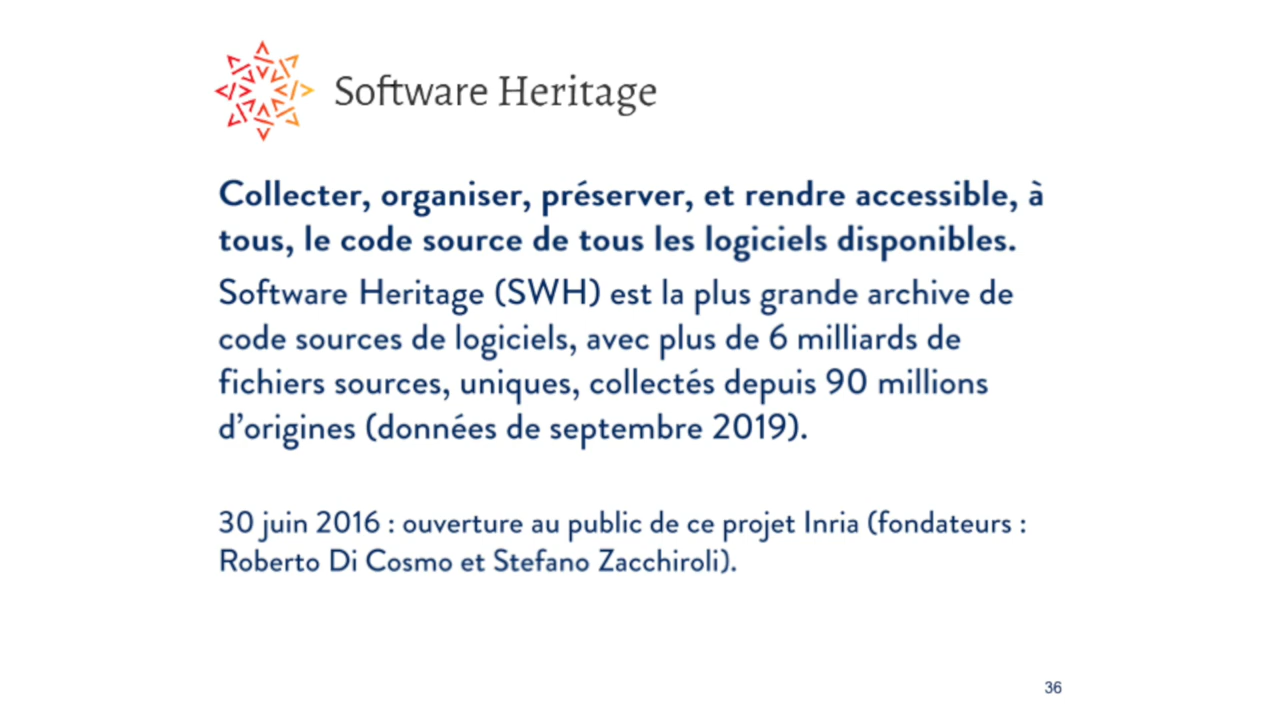 Software Heritage
Collecter, organiser, préserver, et rendre accessible, à
tous, le code source de tous les logiciels disponibles.
Software Heritage (SWH) est la plus grande archive de
code sources de logiciels, avec plus de 6 milliards de
fichiers sources, uniques, collectés depuis 90 millions
d’origines (données de septembre 2019).
30 juin 2016 : ouverture au public de ce projet Inria (fondateurs :
Roberto Di Cosmo et Stefano Zacchiroli).
36